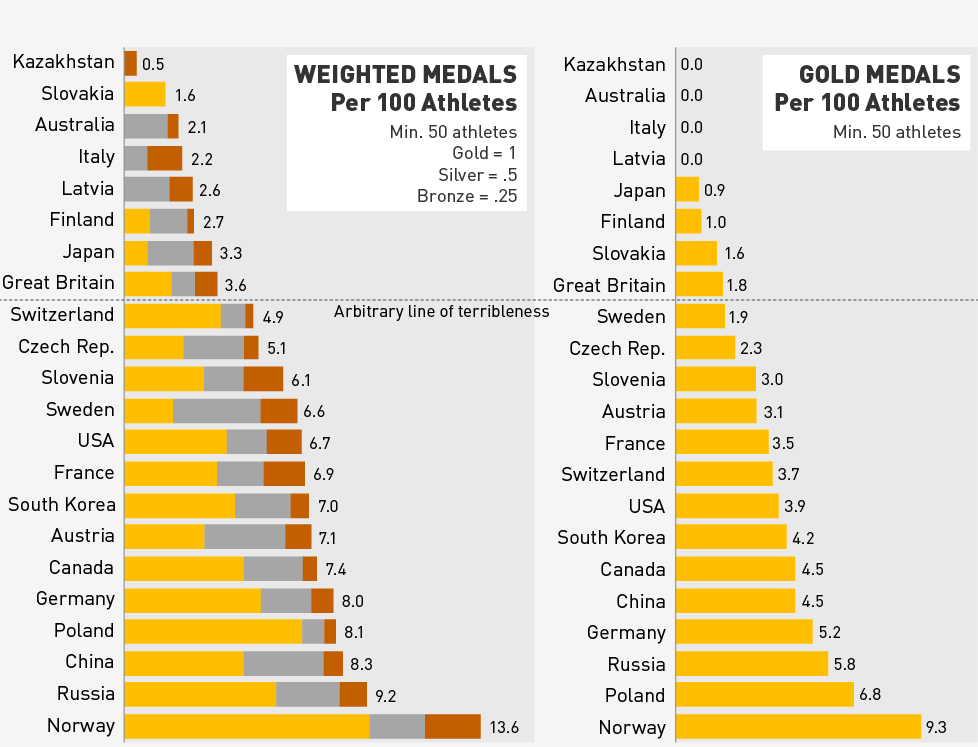 WEIGHTED MEDALS
Per 100 Athletes
Min. 50 athletes
Gold = 1
Silver = .5
Bronze = .25
Kazakhstan 0.5
Slovakia 1.6
Australia 2.1
Italy 2.2
Latvia 2.6
Finland 2.7
Japan 3.3
Great Britain 3.6
Arbitrary line of terribleness
Switzerland 4.9
Czech Rep. 5.1
Slovenia 6.1
Sweden 6.6
USA 6.7
France 6.9
South Korea 7.0
Austria 7.1
Canada 7.4
Germany 8.0
Poland 8.1
China 8.3
Russia 9.2
Norway 13.6
GOLD MEDALS
Per 100 Athletes
Min. 50 athletes
Kazakhstan 0.0
Australia 0.0
Italy 0.0
Latvia 0.0
Japan 0.9
Finland 1.0
Slovakia 1.6
Great Britain 1.8
Sweden 1.9
Czech Rep. 2.3
Slovenia 3.0
Austria 3.1
France 3.5
Switzerland 3.7
USA 3.9
South Korea 4.2
Canada 4.5
China 4.5
Germany 5.2
Russia 5.8
Poland 6.8
Norway 9.3